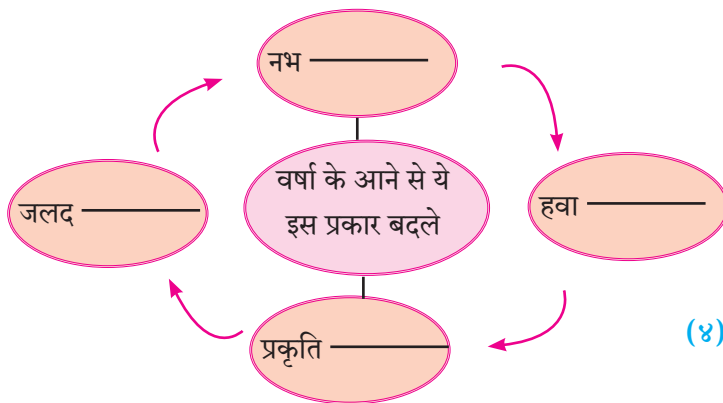 नभ
जलद
वर्षा के आने से ये
इस प्रकार बदले
हवा
प्रकृति
(४)